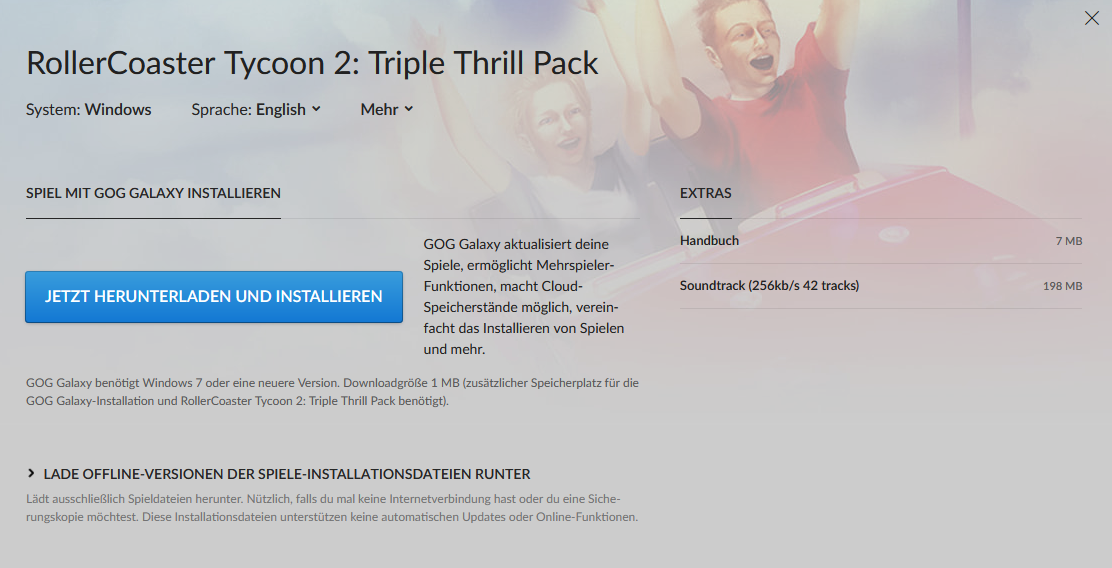 RollerCoaster Tycoon 2: Triple Thrill Pack
System: Windows Sprache: English Mehr
SPIEL MIT GOG GALAXY INSTALLIEREN
JETZT HERUNTERLADEN UND INSTALLIEREN
GOG Galaxy aktualisiert deine
Spiele, ermöglicht Mehrspieler-
Funktionen, macht Cloud-
Speicherstände möglich, verein-
facht das Installieren von Spielen
und mehr.
GOG Galaxy benötigt Windows 7 oder eine neuere Version. Downloadgröße 1 MB (zusätzlicher Speicherplatz für die
GOG Galaxy-Installation und RollerCoaster Tycoon 2: Triple Thrill Pack benötigt).
LADE OFFLINE-VERSIONEN DER SPIELE-INSTALLATIONSDATEIEN RUNTER
Lädt ausschließlich Spieldateien herunter. Nützlich, falls du mal keine Internetverbindung hast oder du eine Siche-
rungskopie möchtest. Diese Installationsdateien unterstützen keine automatischen Updates oder Online-Funktionen.
EXTRAS
Handbuch 7 MB
Soundtrack (256kb/s 42 tracks) 198 MB